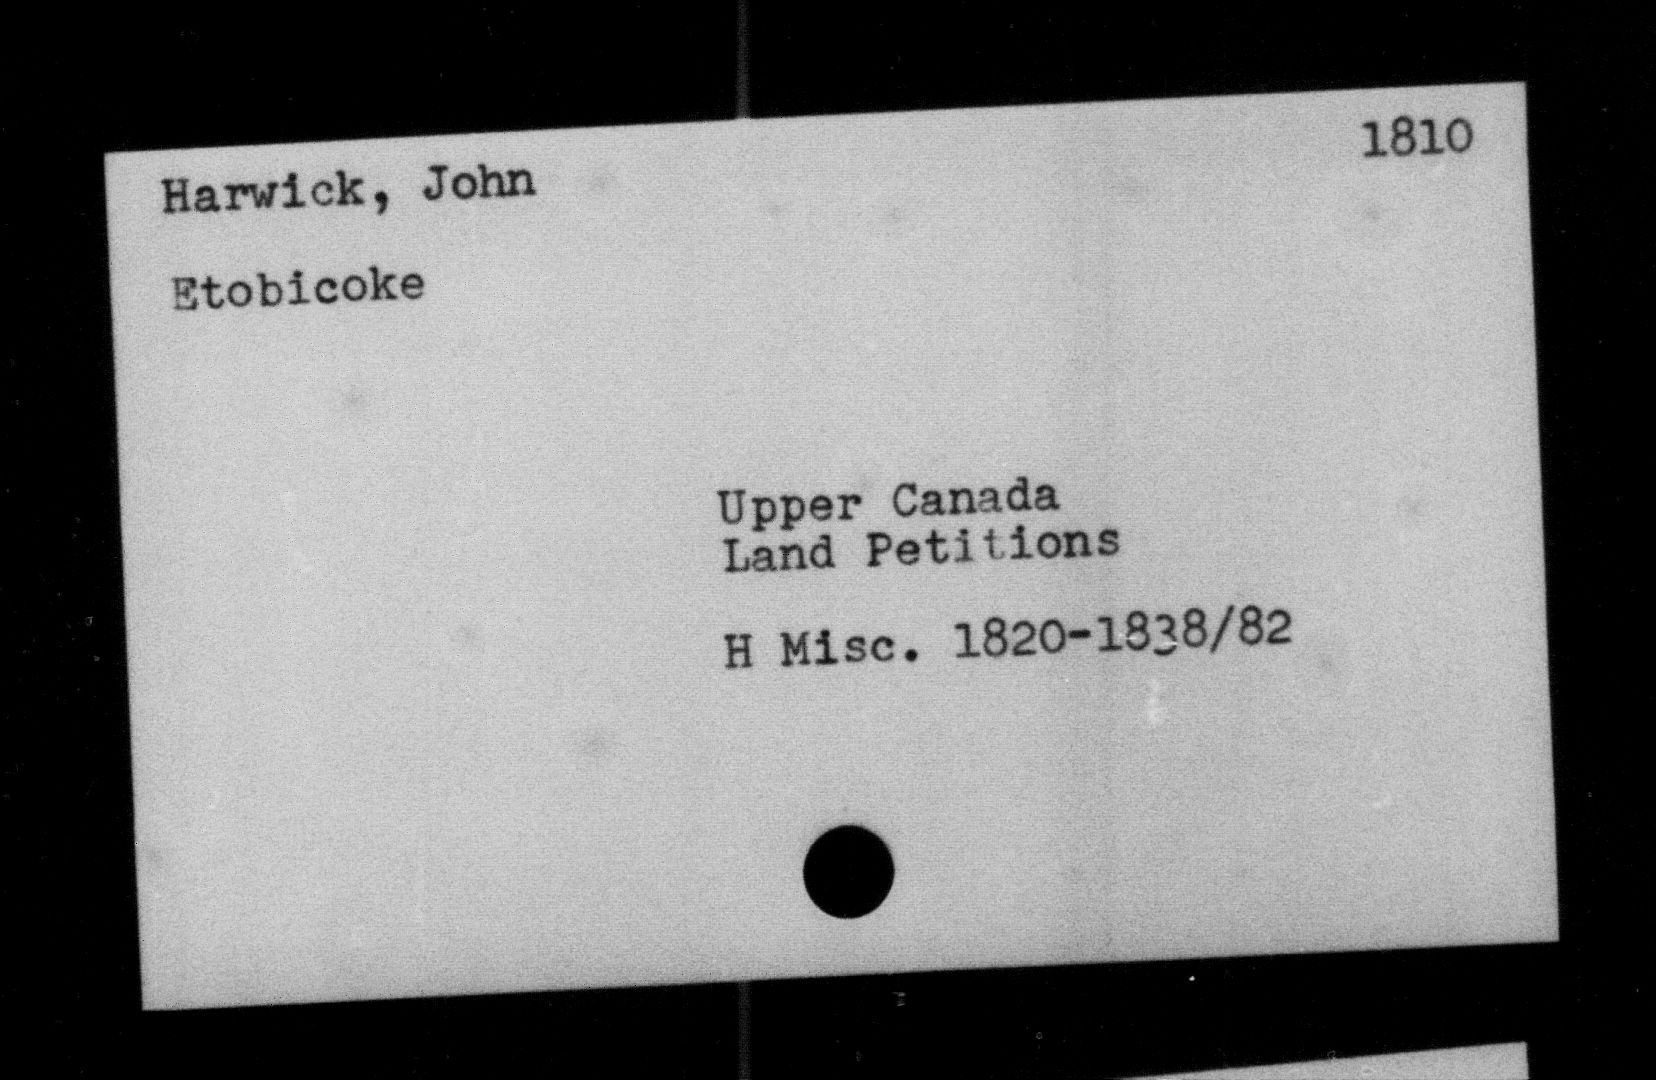 Harwick, John
1810
Etobicoke
Upper Canada
Land Petitions
H Misc. 1820-1838/82